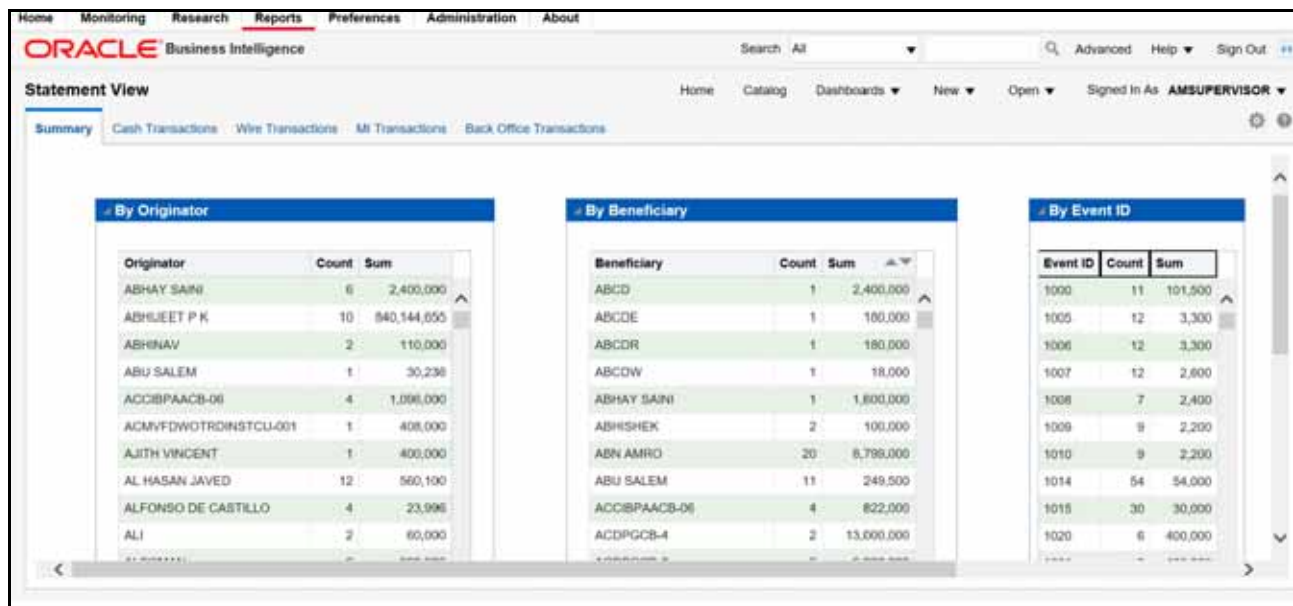 Home Monitoring Research Reports Preferences Administration About
ORACLE Business Intelligence Search All Advanced Help Sign Out
Statement View Home Catalog Dashboards New Open Signed In As AMSUPERVISOR
Summary Cash Transactions Wire Transactions MI Transactions Back Office Transactions
By Originator
Originator Count Sum
ABHAY SAINI 6 2,400,000
ABHIJEET P K 10 840,144,655
ABHINAV 2 110,000
ABU SALEM 1 30,236
ACCIBPAACB-06 4 1,096,000
ACMVFDWOTRDINSTCU-001 1 408,000
AJITH VINCENT 1 400,000
AL HASAN JAVED 12 560,100
ALFONSO DE CASTILLO 4 23,996
ALI 2 60,000
By Beneficiary
Beneficiary Count Sum
ABCD 1 2,400,000
ABCDE 1 180,000
ABCDR 1 180,000
ABCDW 1 18,000
ABHAY SAINI 1 1,600,000
ABHISHEK 2 100,000
ABN AMRO 20 8,799,000
ABU SALEM 11 249,500
ACCIBPAACB-06 4 822,000
ACDPGCB-4 2 13,000,000
By Event ID
Event ID Count Sum
1000 11 101,500
1005 12 3,300
1006 12 3,300
1007 12 2,600
1008 7 2,400
1009 9 2,200
1010 9 2,200
1014 54 54,000
1015 30 30,000
1020 6 400,000